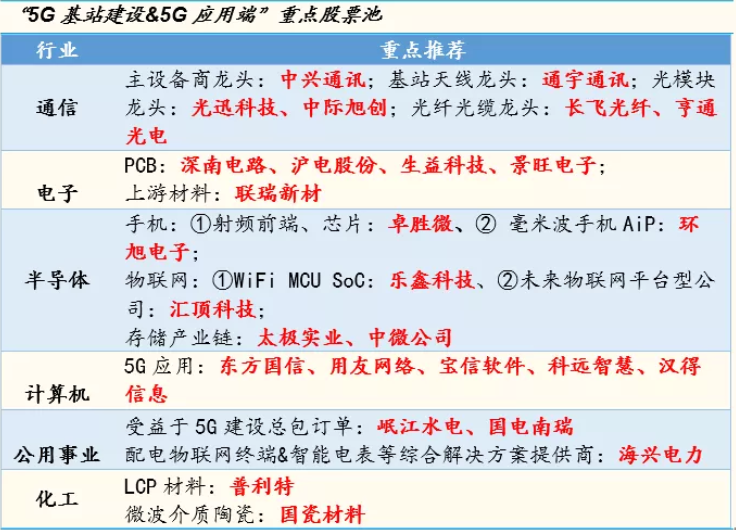 “5G 基站建设&5G 应用端”重点股票池
行业 重点推荐
通信
主设备商龙头：中兴通讯；基站天线龙头：通宇通讯；光模块
龙头：光迅科技、中际旭创；光纤光缆龙头：长飞光纤、亨通
光电
电子
PCB：深南电路、沪电股份、生益科技、景旺电子；
上游材料：联瑞新材
半导体
手机：①射频前端、芯片：卓胜微、② 毫米波手机 AiP：环
旭电子；
物联网：①WiFi MCU SoC：乐鑫科技、②未来物联网平台型公
司：汇顶科技；
存储产业链：太极实业、中微公司
计算机
5G 应用：东方国信、用友网络、宝信软件、科远智慧、汉得
信息
公用事业
受益于 5G 建设总包订单：岷江水电、国电南瑞
配电物联网终端&智能电表等综合解决方案提供商：海兴电力
化工
LCP 材料：普利特
微波介质陶瓷：国瓷材料